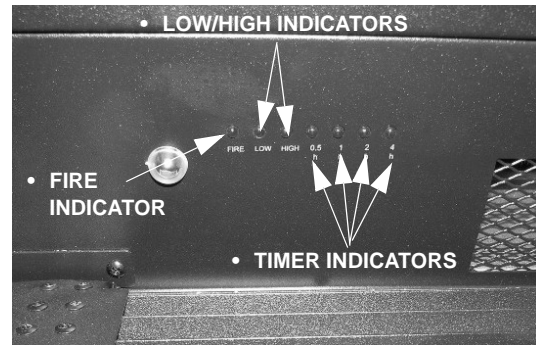 • LOW/HIGH INDICATORS
FIRE LOW HIGH 0.5 1 2 4
h h
• FIRE
INDICATOR
• TIMER INDICATORS